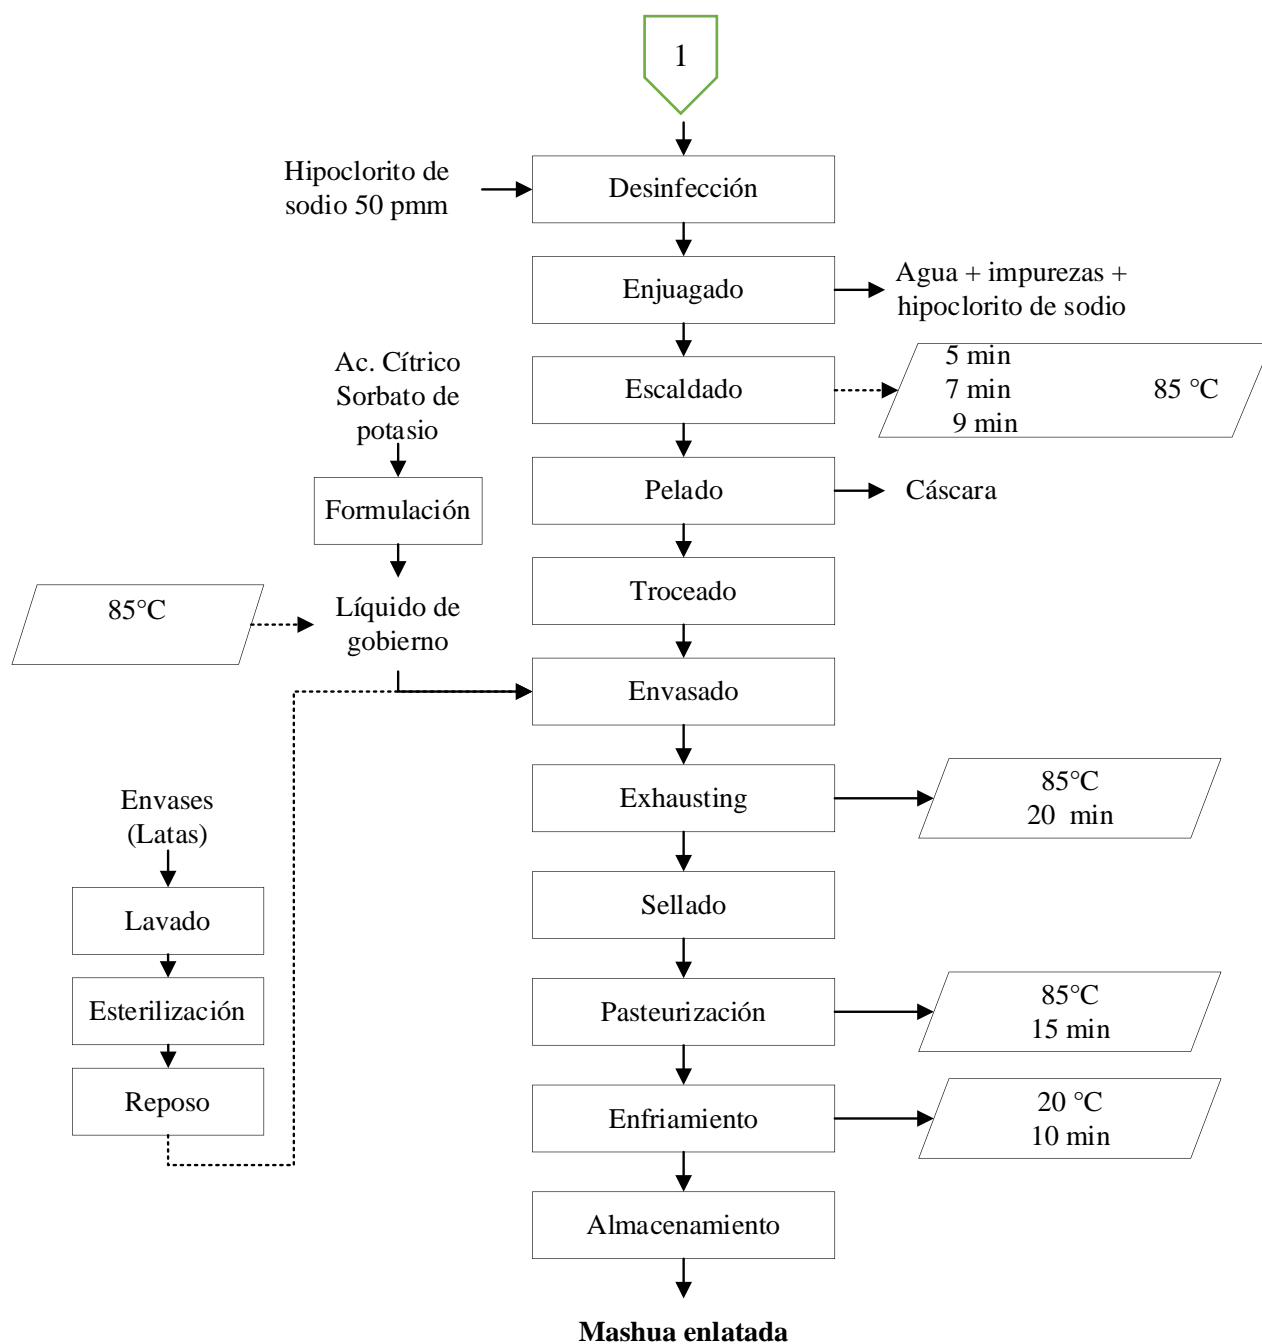 1
Hipoclorito de
sodio 50 pmm
Desinfección
Enjuagado
Agua + impurezas +
hipoclorito de sodio
Ac. Cítrico
Sorbato de
potasio
Escaldado
5 min
7 min 85 °C
9 min
Formulación
Pelado
Cáscara
85°C
Líquido de
gobierno
Troceado
Envasado
Envases
(Latas)
Exhausting
85°C
20 min
Lavado
Sellado
Esterilización
Pasteurización
85°C
15 min
Reposo
Enfriamiento
20 °C
10 min
Almacenamiento
Mashua enlatada